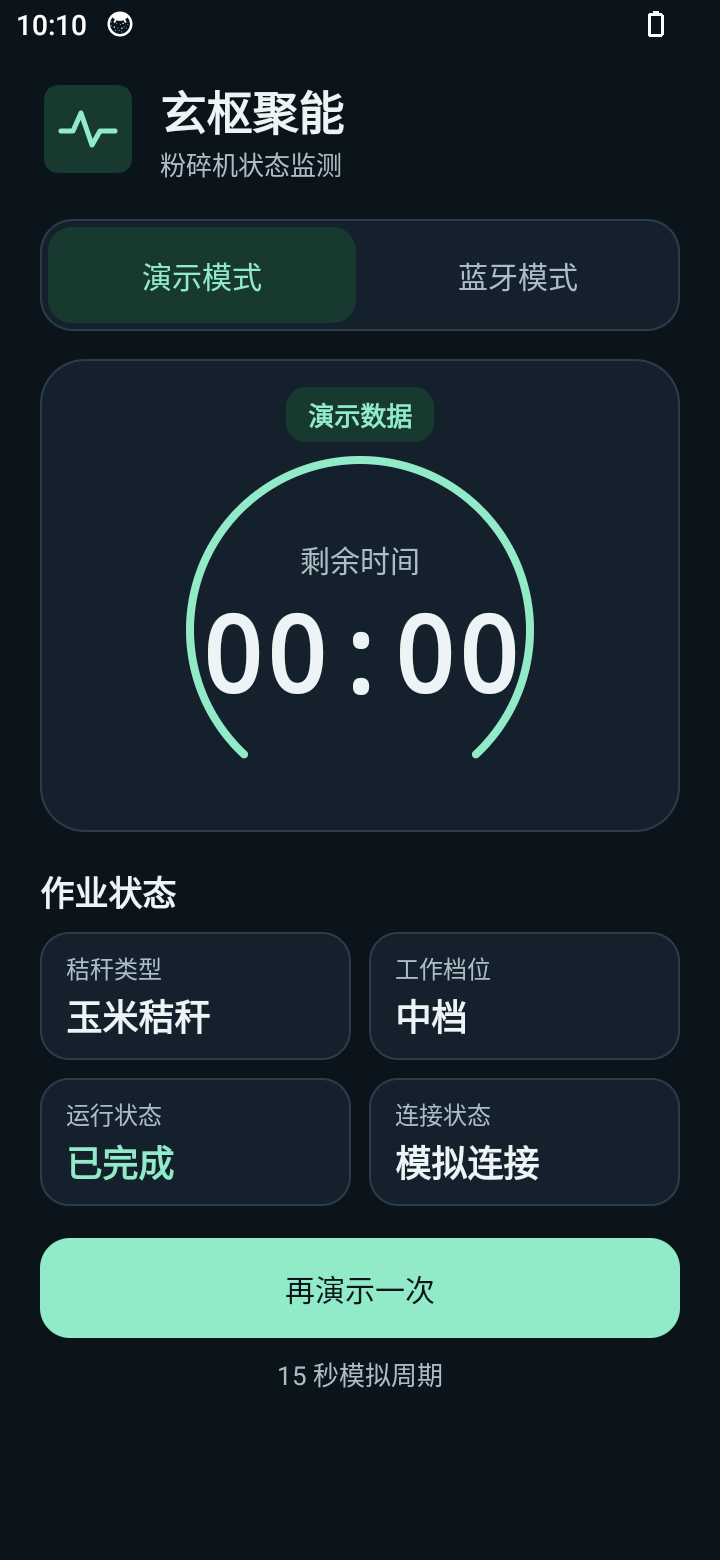 10:10
玄枢聚能
粉碎机状态监测
演示模式
蓝牙模式
演示数据
剩余时间
00:00
作业状态
秸秆类型
玉米秸秆
工作档位
中档
运行状态
已完成
连接状态
模拟连接
再演示一次
15 秒模拟周期